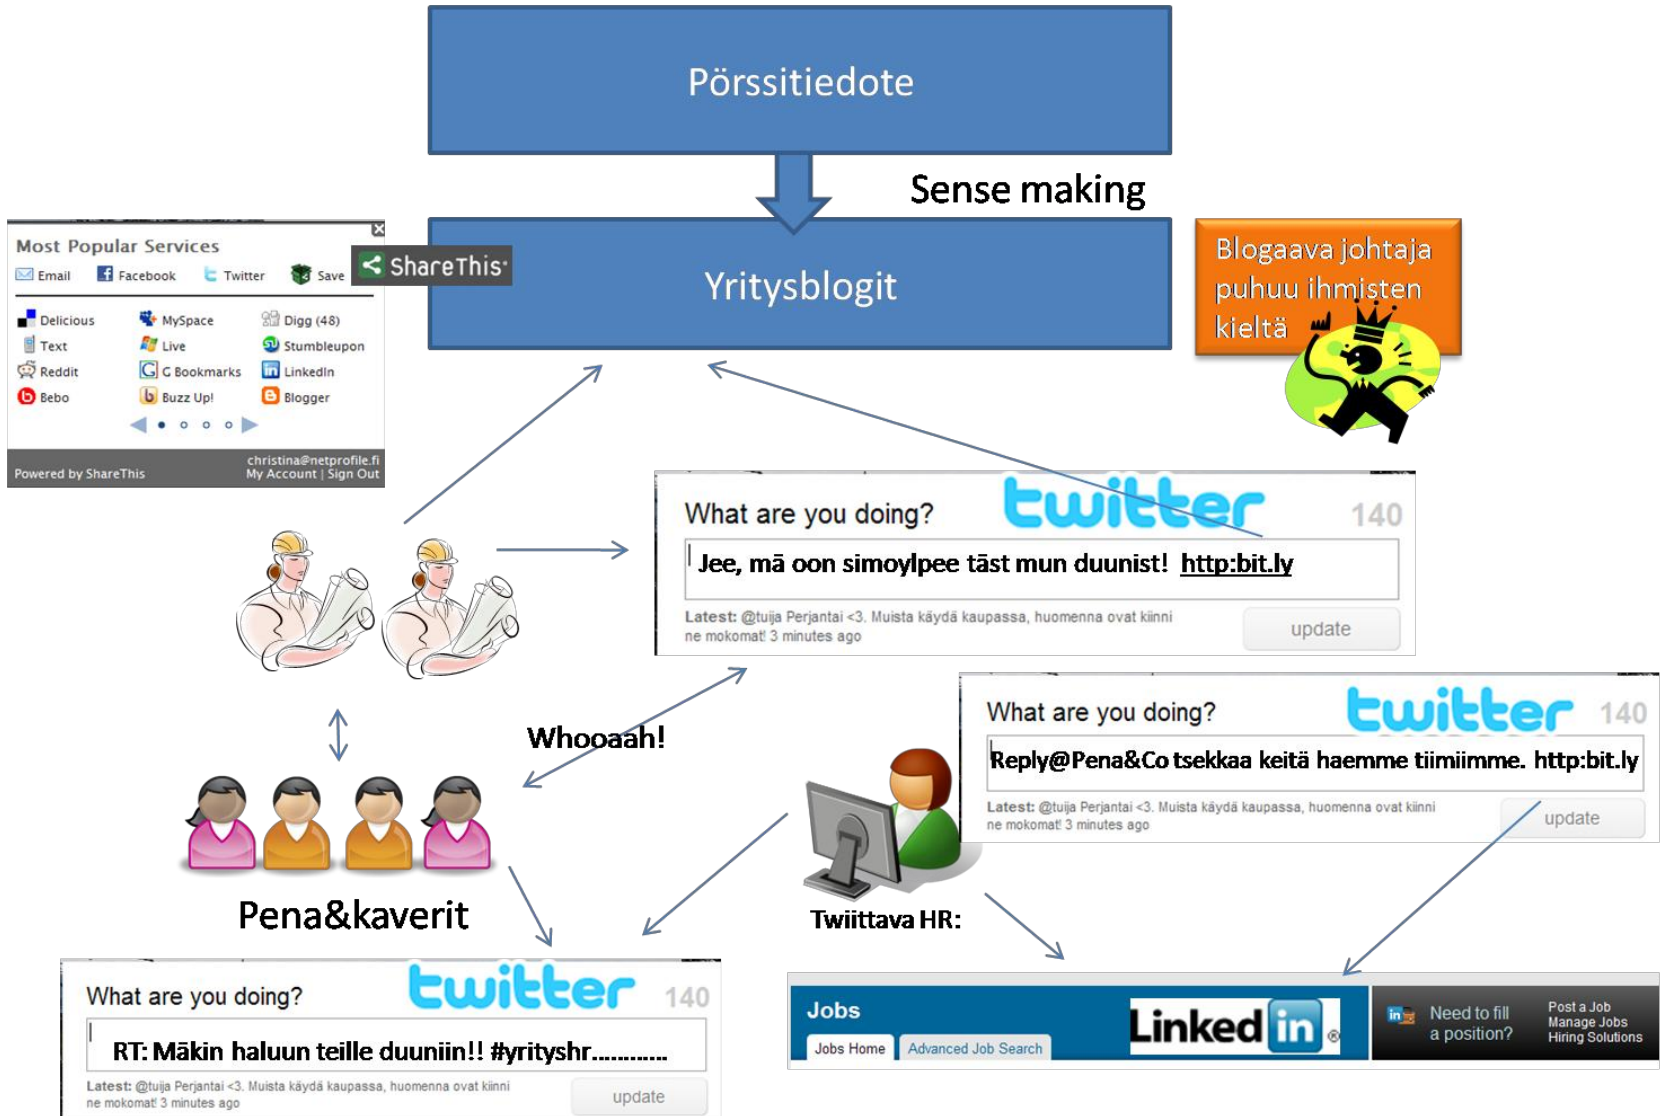 Pörssitiedote
Sense making
Yritysblogit
Blogaava johtaja
puhuu ihmisten
kieltä
Most Popular Services
Email Facebook Twitter Save
ShareThis
Delicious MySpace Digg (48)
Text Live Stumbleupon
Reddit G Bookmarks LinkedIn
Bebo Buzz Up! Blogger
christina@netprofile.fi
Powered by ShareThis My Account | Sign Out
What are you doing? twitter 140
Jee, mä oon simoylpee täst mun duunist! http:bit.ly
Latest: @tuija Perjantai <3. Muista käydä kaupassa, huomenna ovat kiinni
ne mokomat! 3 minutes ago
update
Whooaah!
What are you doing? twitter 140
Reply@Pena&Co tsekkaa keitä haemme tiimiimme. http:bit.ly
Latest: @tuija Perjantai <3. Muista käydä kaupassa, huomenna ovat kiinni
ne mokomat! 3 minutes ago
update
Pena&kaverit
Twiittava HR:
What are you doing? twitter 140
RT: Mäkin haluun teille duuniin!! #yrityshr............
Latest: @tuija Perjantai <3. Muista käydä kaupassa, huomenna ovat kiinni
ne mokomat! 3 minutes ago
update
Jobs
Jobs Home Advanced Job Search
Linked in ®
in
Need to fill
a position?
Post a Job
Manage Jobs
Hiring Solutions